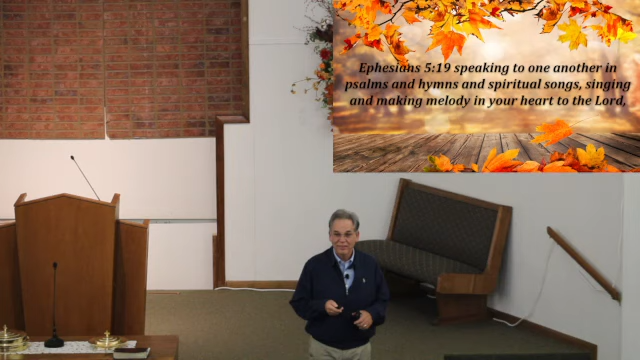 Ephesians 5:19 speaking to one another in
psalms and hymns and spiritual songs, singing
and making melody in your heart to the Lord,